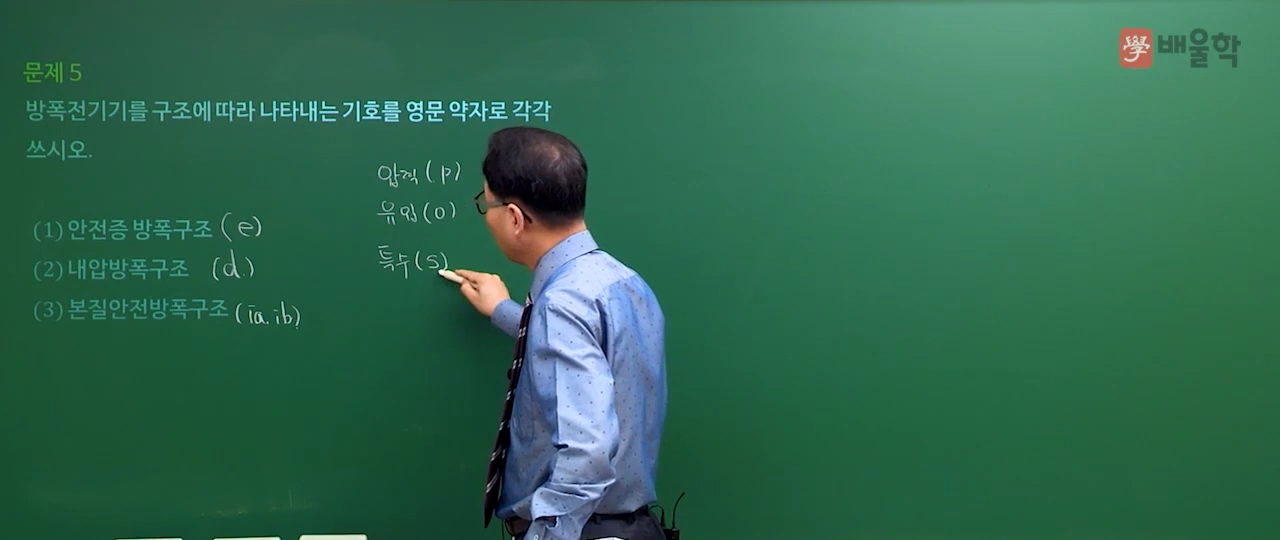 學 배울학
문제 5
방폭전기기를 구조에 따라 나타내는 기호를 영문 약자로 각각
쓰시오.
(1) 안전증 방폭구조 (e)
(2) 내압방폭구조 (d.)
(3) 본질안전방폭구조 (ia.ib)
압력(p)
유입(o)
특수(s)